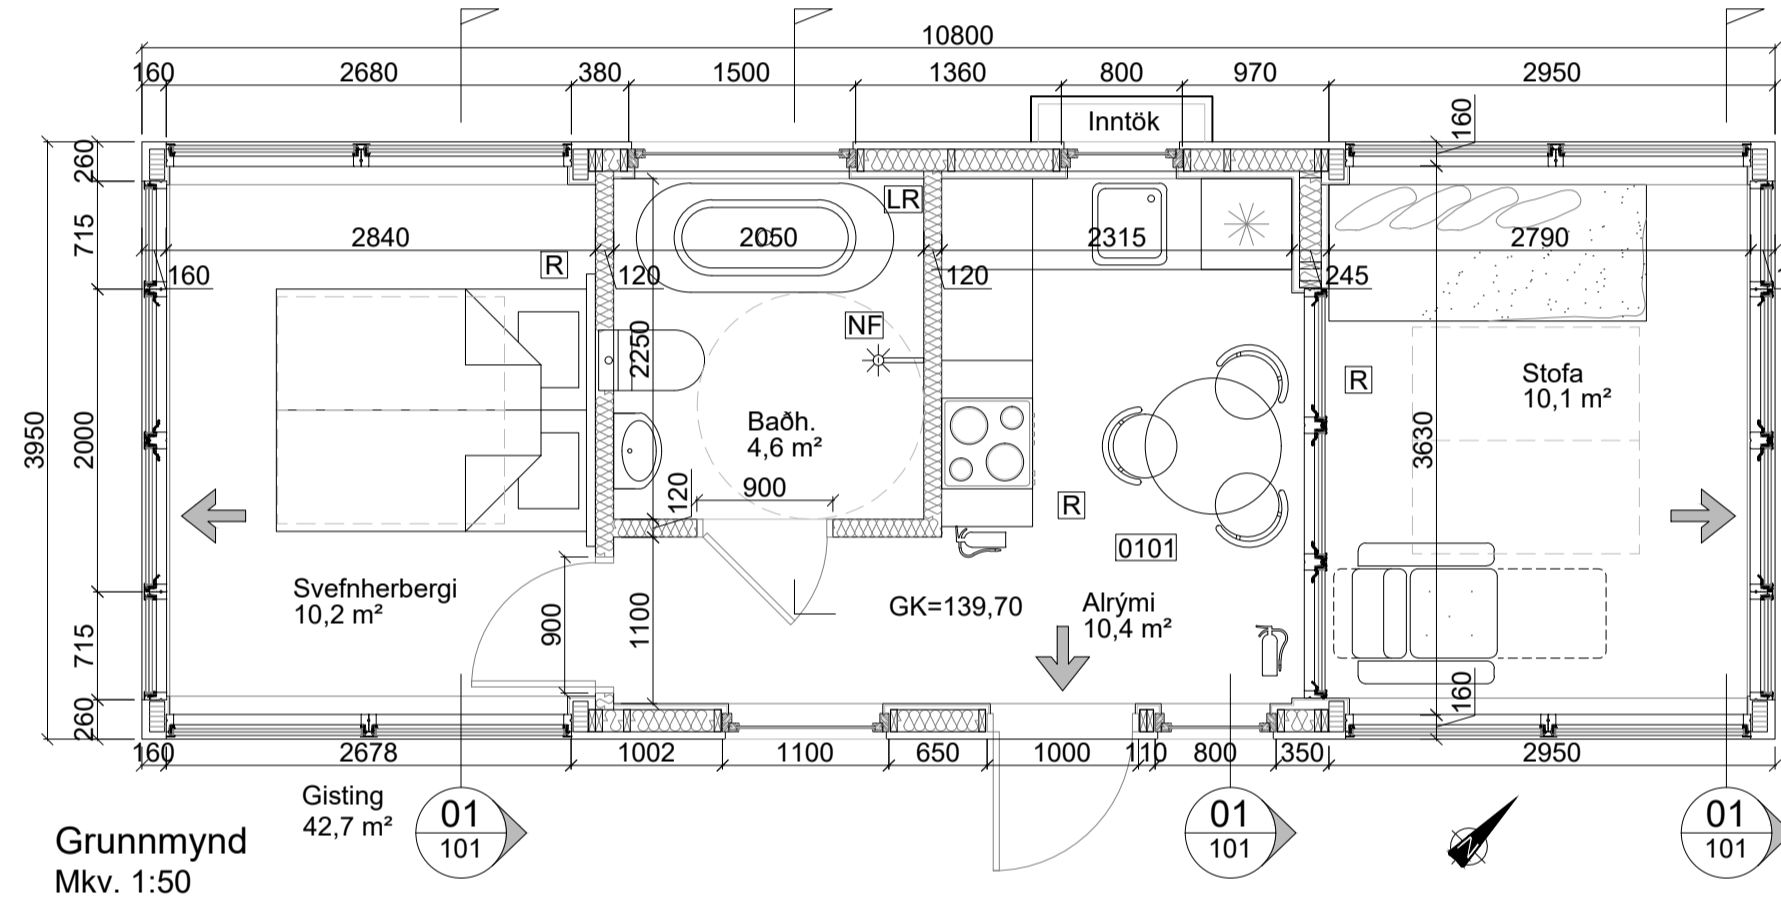 10800
160 2680 380 1500 1360 800 970 2950
Inntök
160
260
LR
715
2840 2050 2315 2790
R
160 120 120 245
NF
2250
R
Stofa
10,1 m²
3950
2000
3630
Baðh.
4,6 m²
120
900
R
0101
Svefnherbergi
10,2 m²
GK=139,70
Alrými
10,4 m²
900
1100
715
160
260
160 2678 1002 1100 650 1000 110 800 350 2950
Gisting
42,7 m²
01
101
01
101
01
101
N
Grunnmynd
Mkv. 1:50